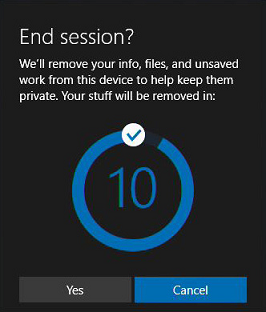 End session?
We'll remove your info, files, and unsaved
work from this device to help keep them
private. Your stuff will be removed in:
10
Yes
Cancel